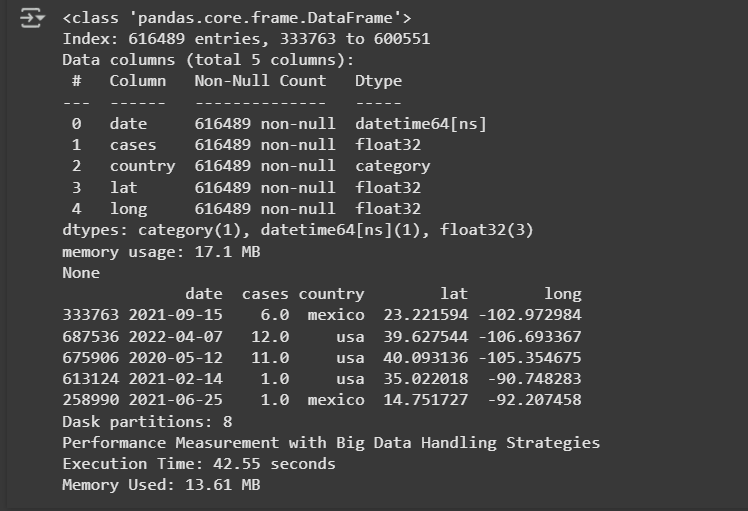 <class 'pandas.core.frame.DataFrame'>
Index: 616489 entries, 333763 to 600551
Data columns (total 5 columns):
 #   Column   Non-Null Count   Dtype
---  ------   --------------   -----
 0   date     616489 non-null  datetime64[ns]
 1   cases    616489 non-null  float32
 2   country  616489 non-null  category
 3   lat      616489 non-null  float32
 4   long     616489 non-null  float32
dtypes: category(1), datetime64[ns](1), float32(3)
memory usage: 17.1 MB
None
             date  cases country        lat        long
333763 2021-09-15    6.0  mexico  23.221594 -102.972984
687536 2022-04-07   12.0     usa  39.627544 -106.693367
675906 2020-05-12   11.0     usa  40.093136 -105.354675
613124 2021-02-14    1.0     usa  35.022018  -90.748283
258990 2021-06-25    1.0  mexico  14.751727  -92.207458
Dask partitions: 8
Performance Measurement with Big Data Handling Strategies
Execution Time: 42.55 seconds
Memory Used: 13.61 MB